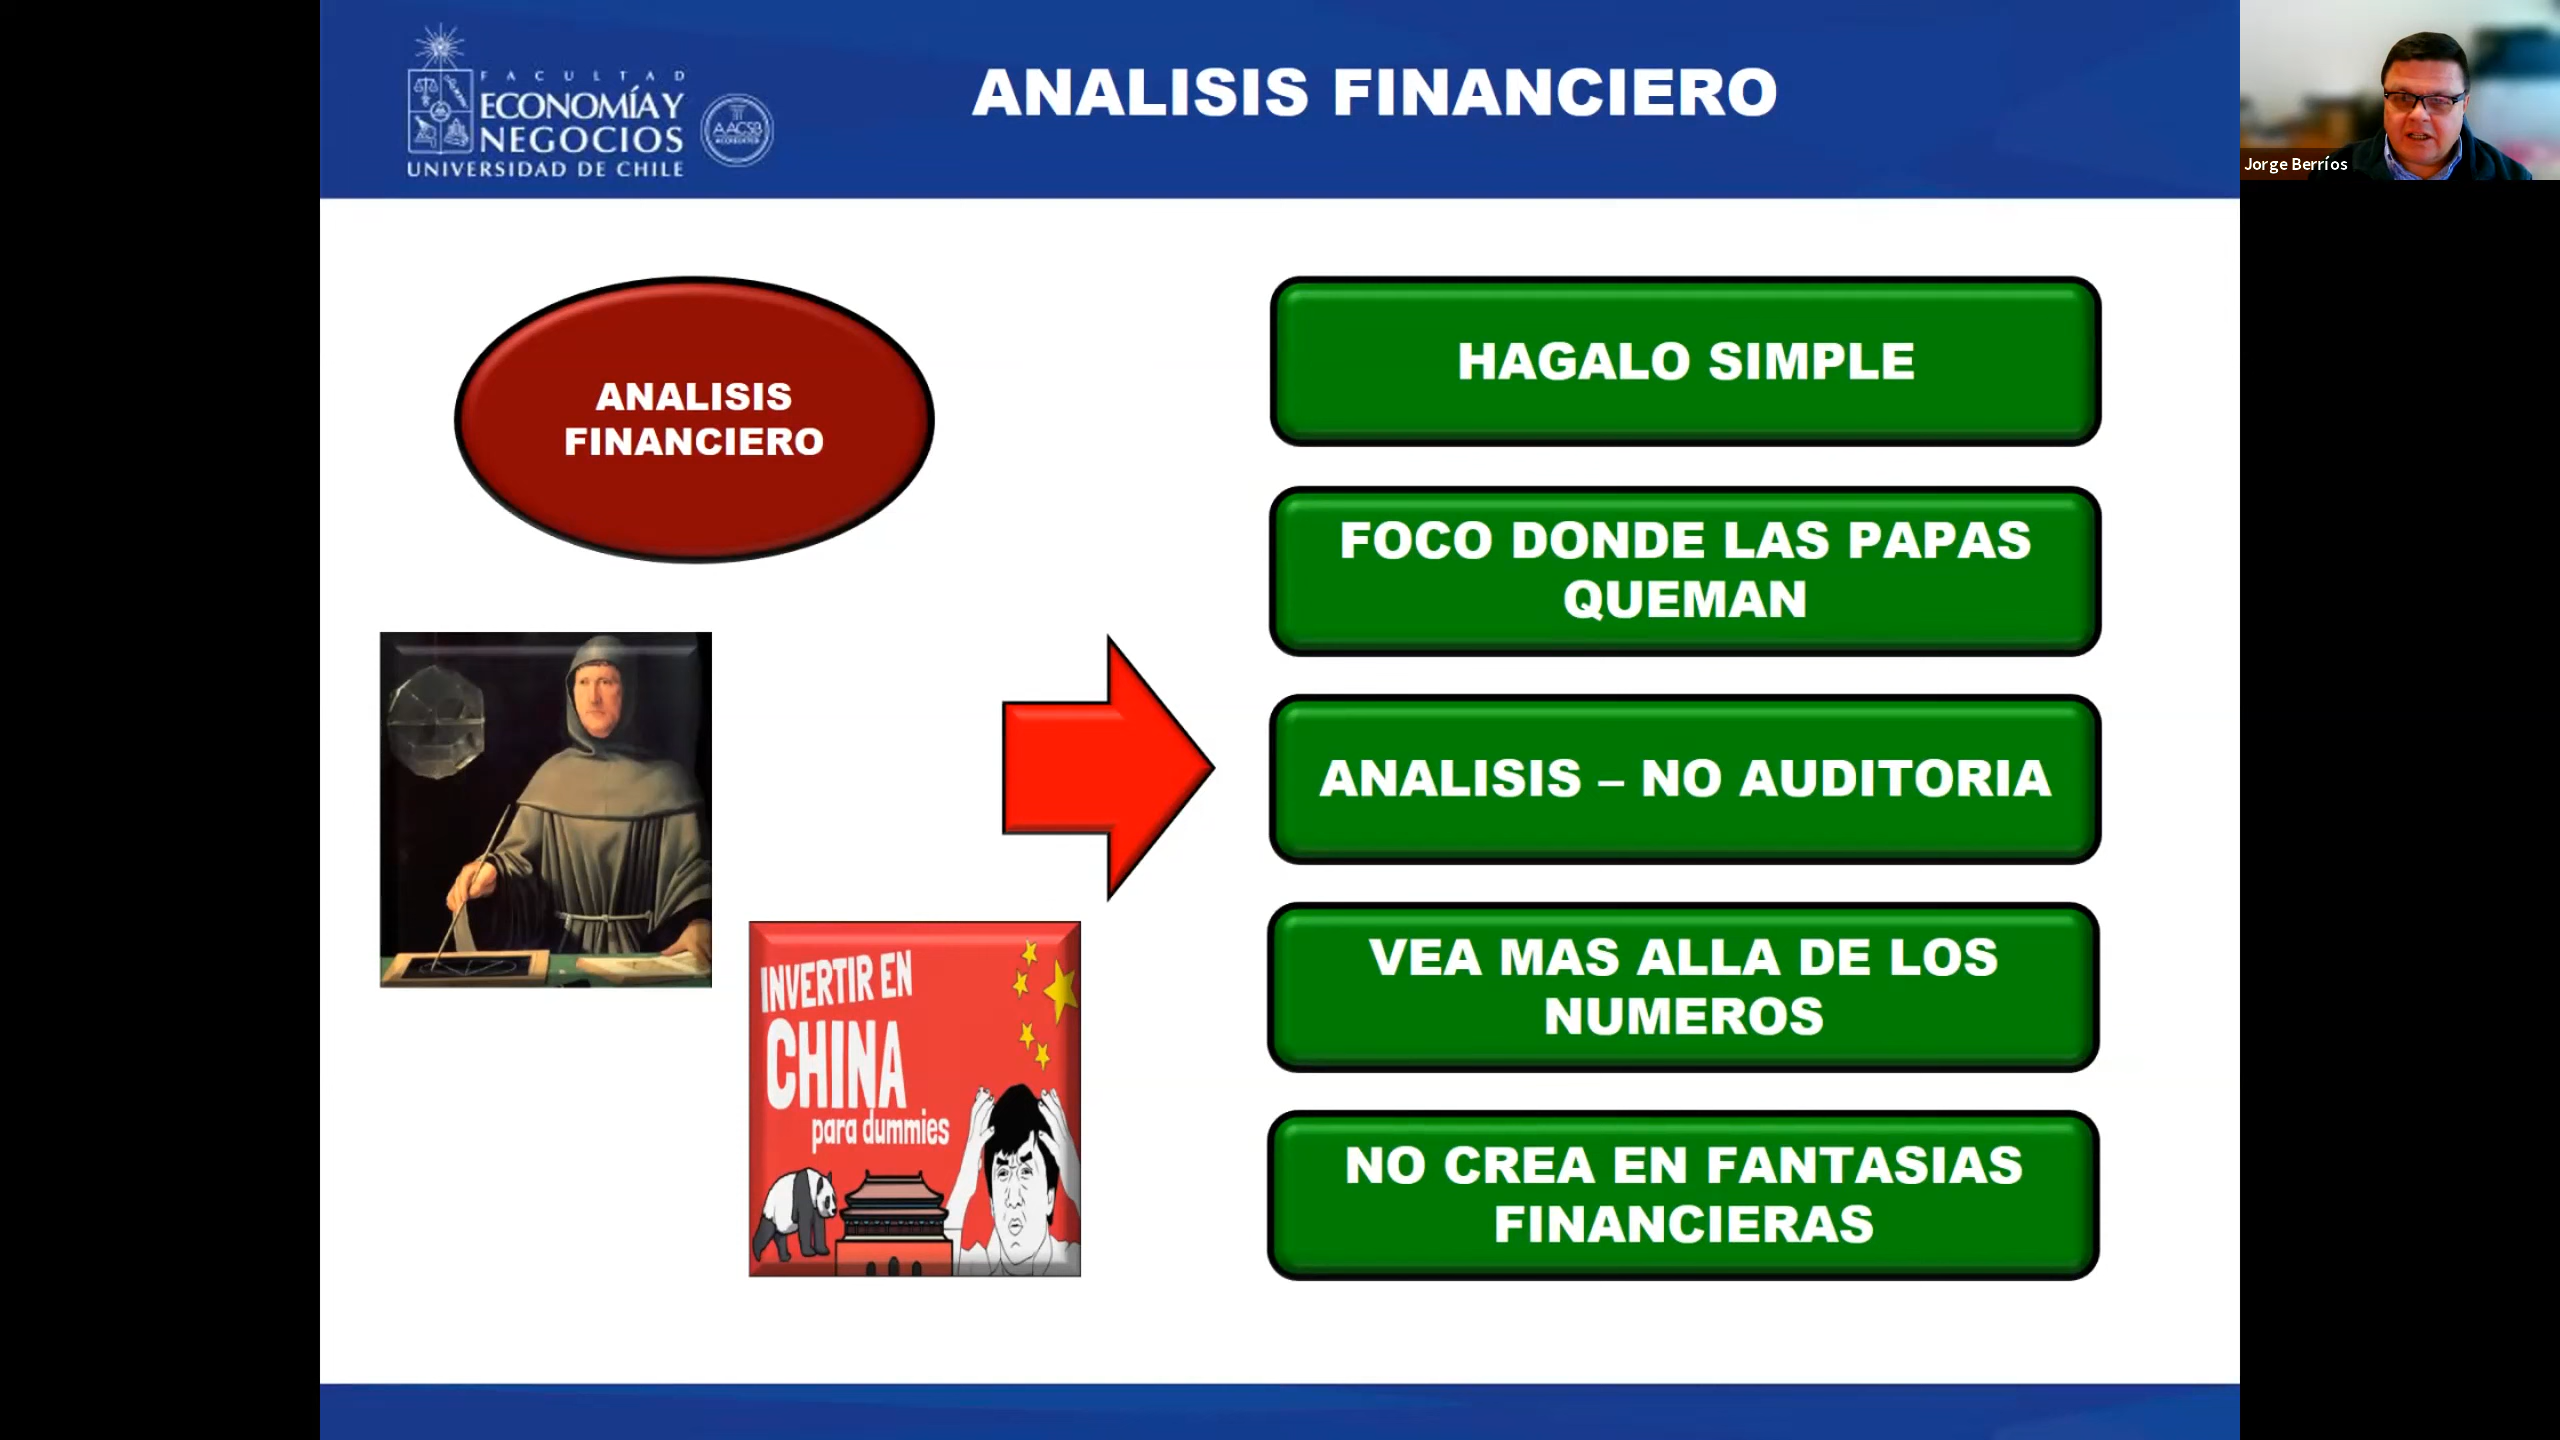 FACULTAD
ECONOMÍA Y
NEGOCIOS
UNIVERSIDAD DE CHILE
AACSB
ACCREDITED
ANALISIS FINANCIERO
Jorge Berríos
ANALISIS
FINANCIERO
INVERTIR EN
CHINA
para dummies
HAGALO SIMPLE
FOCO DONDE LAS PAPAS
QUEMAN
ANALISIS – NO AUDITORIA
VEA MAS ALLA DE LOS
NUMEROS
NO CREA EN FANTASIAS
FINANCIERAS